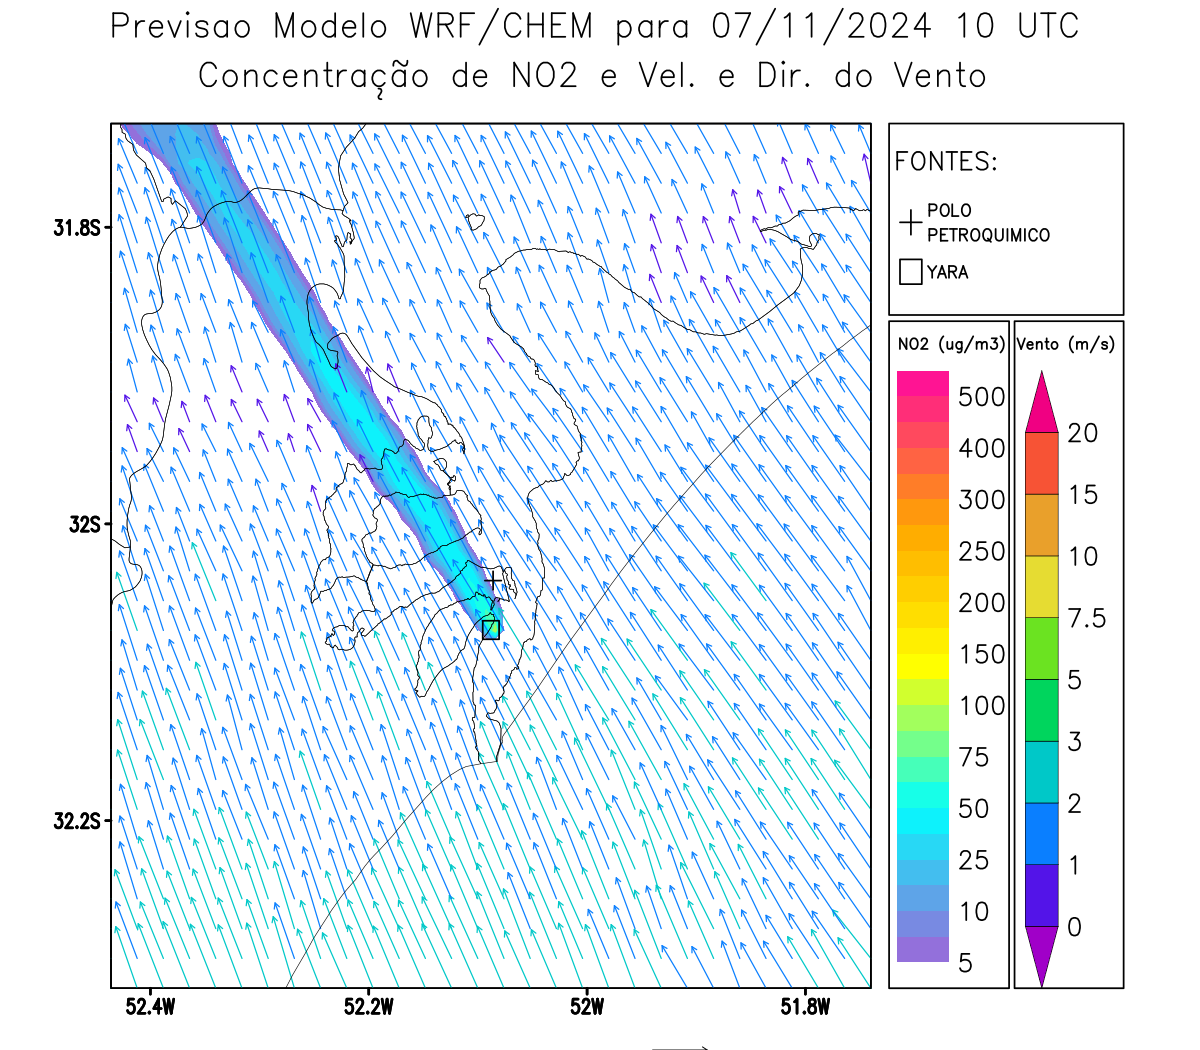 Previsao Modelo WRF/CHEM para 07/11/2024 10 UTC
Concentração de NO2 e Vel. e Dir. do Vento
FONTES:
POLO
PETROQUIMICO
YARA
NO2 (ug/m3)
500
400
300
250
200
150
100
75
50
25
10
5
Vento (m/s)
20
15
10
7.5
5
3
2
1
0
31.8S
32S
32.2S
52.4W
52.2W
52W
51.8W